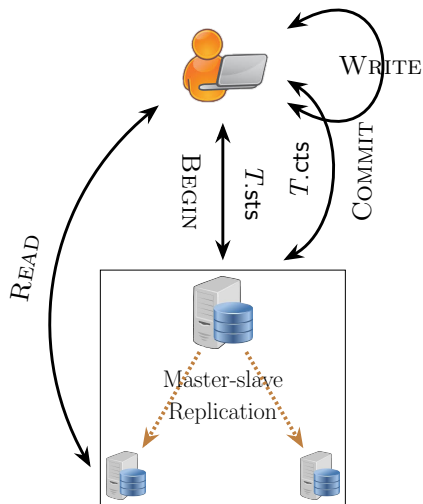 WRITE
BEGIN
T.sts
T.cts
COMMIT
READ
Master-slave
Replication